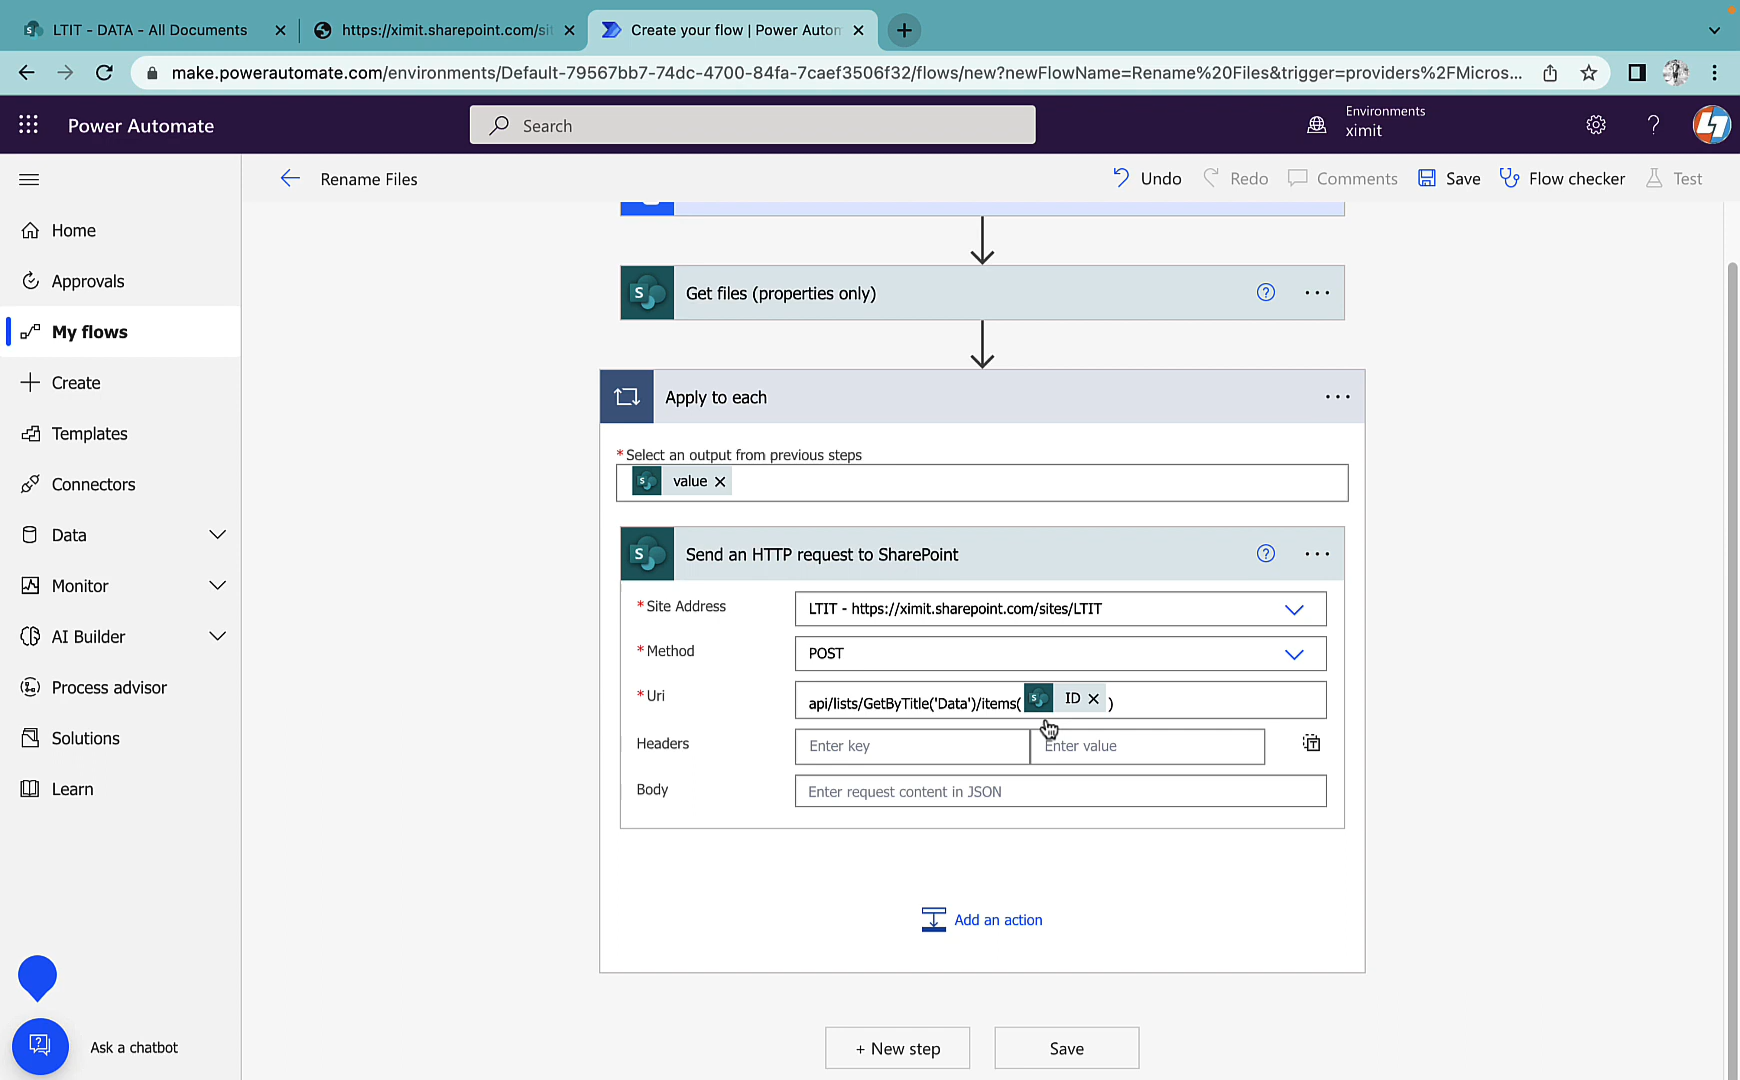 LTIT - DATA - All Documents
https://ximit.sharepoint.com/sit
Create your flow | Power Autom
make.powerautomate.com/environments/Default-79567bb7-74dc-4700-84fa-7caef3506f32/flows/new?newFlowName=Rename%20Files&trigger=providers%2FMicros...
Power Automate
Search
Environments
ximit
Rename Files
Undo
Redo
Comments
Save
Flow checker
Test
Home
Approvals
My flows
Create
Templates
Connectors
Data
Monitor
AI Builder
Process advisor
Solutions
Learn
Ask a chatbot
Get files (properties only)
Apply to each
*Select an output from previous steps
value
Send an HTTP request to SharePoint
*Site Address
LTIT - https://ximit.sharepoint.com/sites/LTIT
*Method
POST
*Uri
api/lists/GetByTitle('Data')/items( ID )
Headers
Enter key
Enter value
Body
Enter request content in JSON
Add an action
+ New step
Save